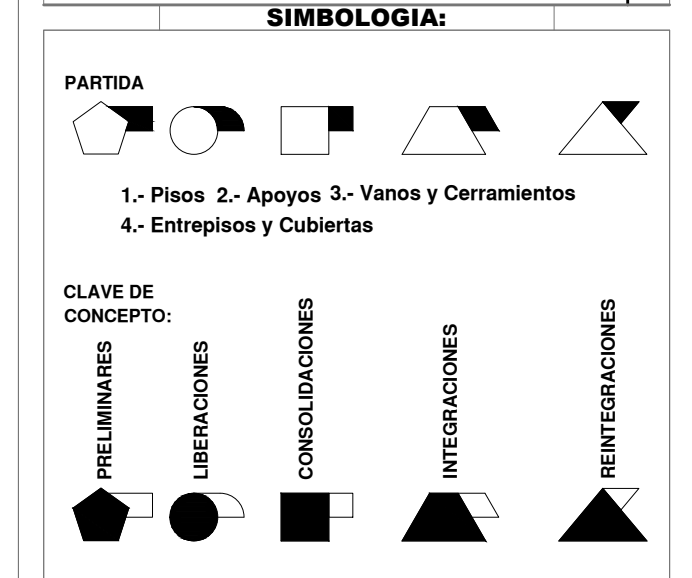 SIMBOLOGIA:
PARTIDA
1.- Pisos 2.- Apoyos 3.- Vanos y Cerramientos
4.- Entrepisos y Cubiertas
CLAVE DE
CONCEPTO:
PRELIMINARES
LIBERACIONES
CONSOLIDACIONES
INTEGRACIONES
REINTEGRACIONES